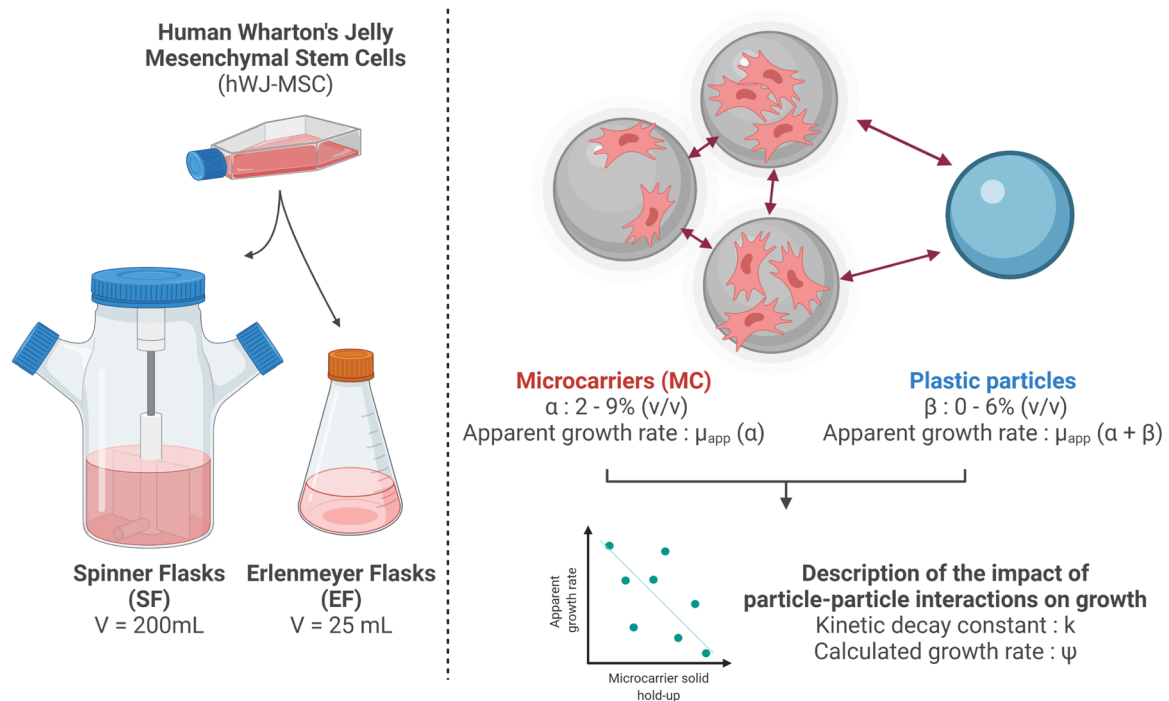 Human Wharton's Jelly
Mesenchymal Stem Cells
(hWJ-MSC)
Spinner Flasks
(SF)
V = 200mL
Erlenmeyer Flasks
(EF)
V = 25 mL
Microcarriers (MC)
α : 2 - 9% (v/v)
Apparent growth rate : μapp (α)
Plastic particles
β : 0 - 6% (v/v)
Apparent growth rate : μapp (α + β)
Apparent
growth rate
Microcarrier solid
hold-up
Description of the impact of
particle-particle interactions on growth
Kinetic decay constant : k
Calculated growth rate : ψ